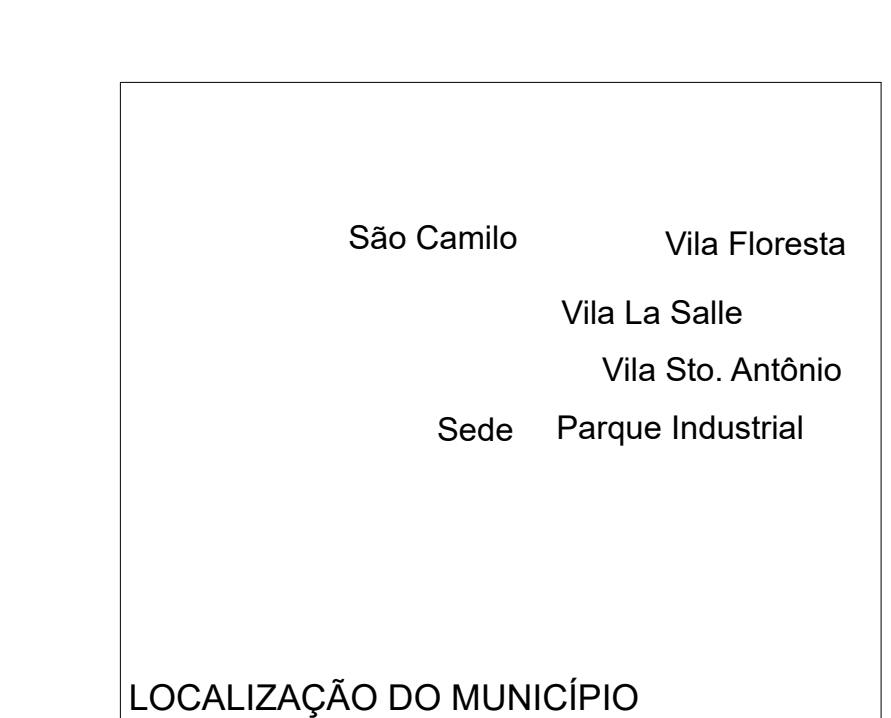 São Camilo
Vila Floresta
Vila La Salle
Vila Sto. Antônio
Sede
Parque Industrial
LOCALIZAÇÃO DO MUNICÍPIO